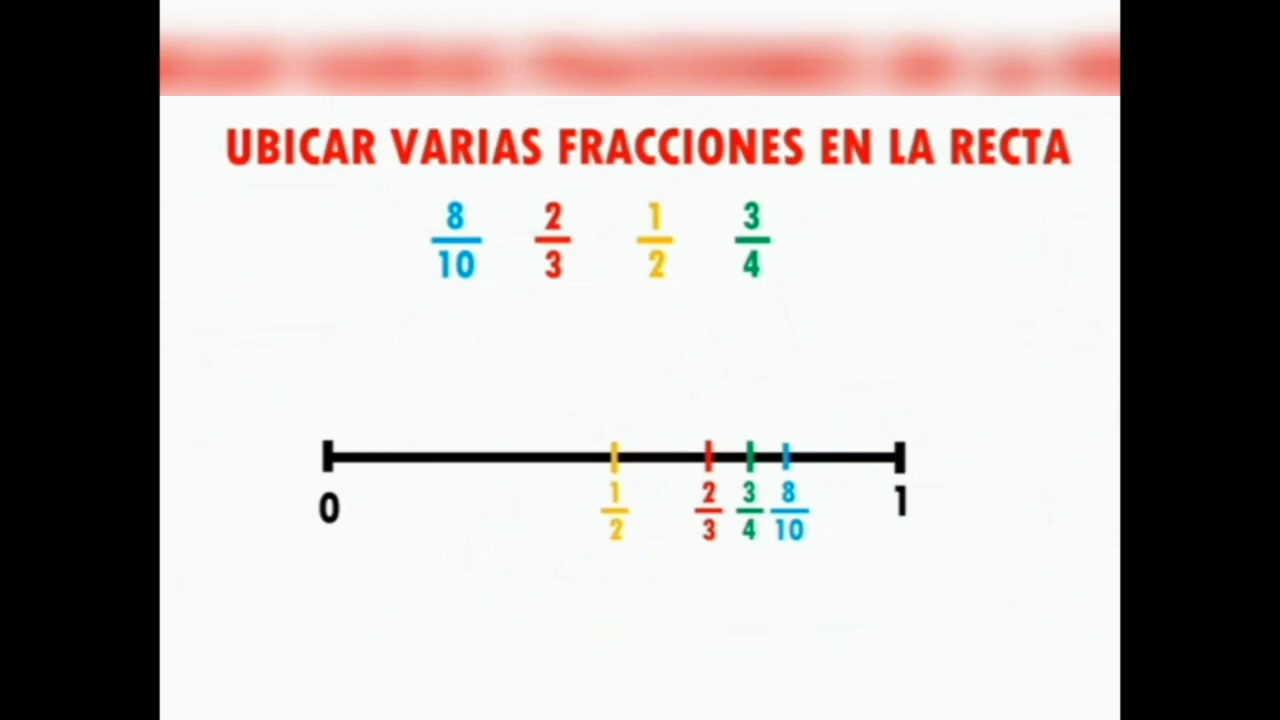 UBICAR VARIAS FRACCIONES EN LA RECTA
8/10 2/3 1/2 3/4
0 1/2 2/3 3/4 8/10 1